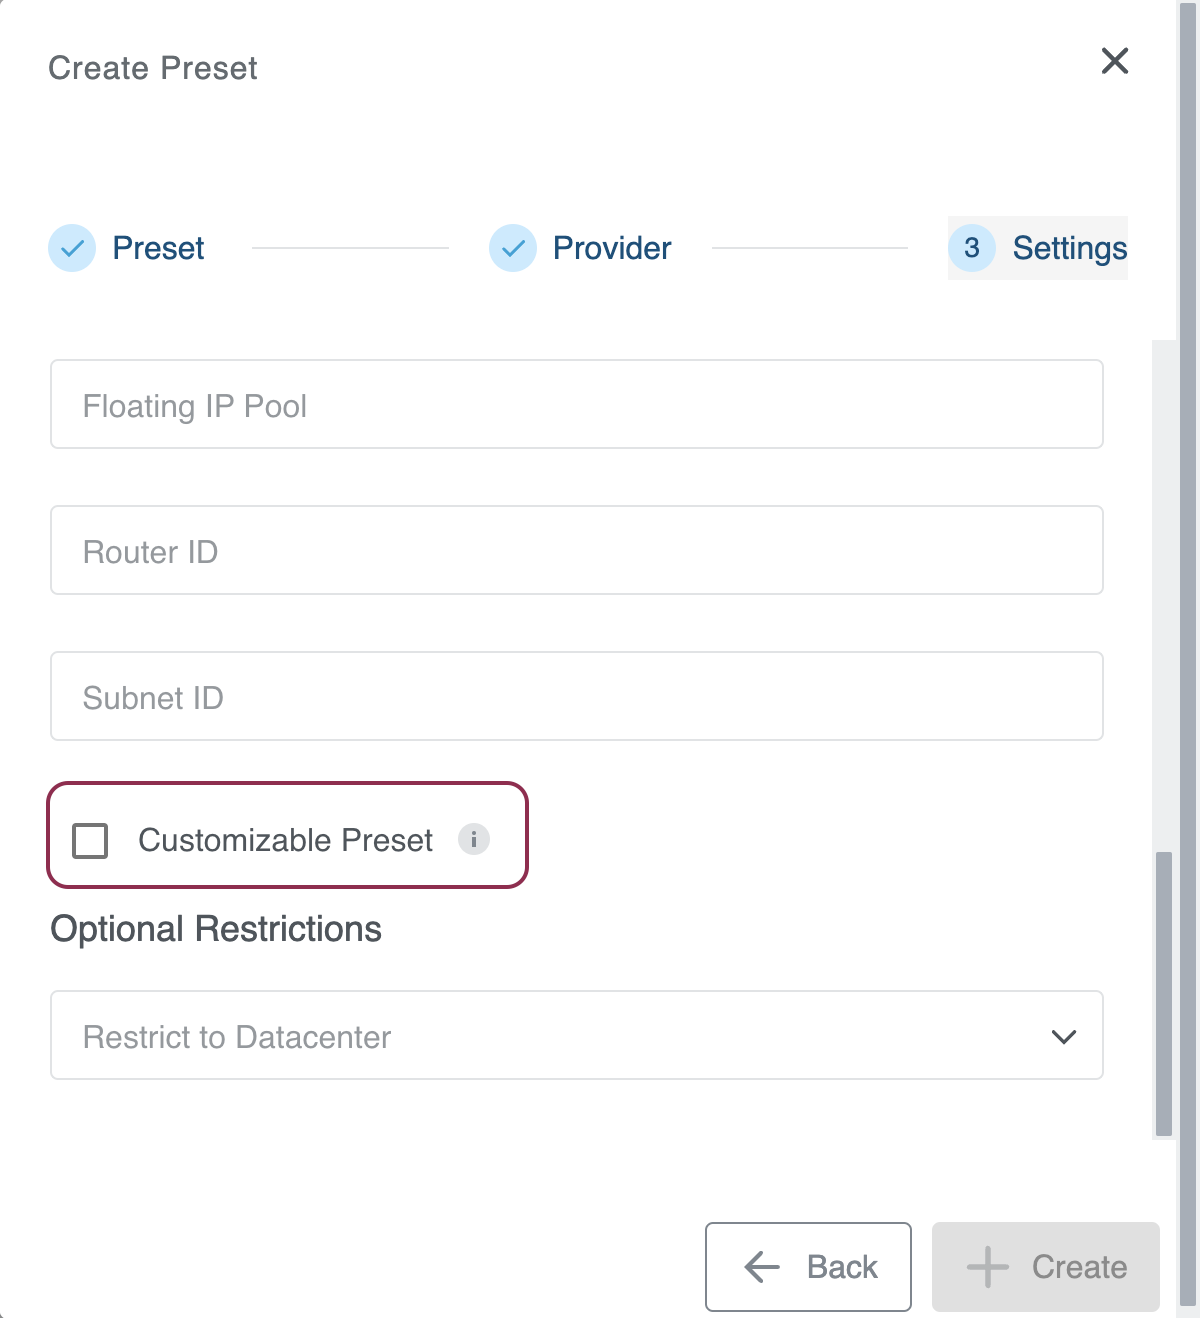 Create Preset
Preset
Provider
3 Settings
Floating IP Pool
Router ID
Subnet ID
Customizable Preset i
Optional Restrictions
Restrict to Datacenter
Back
Create